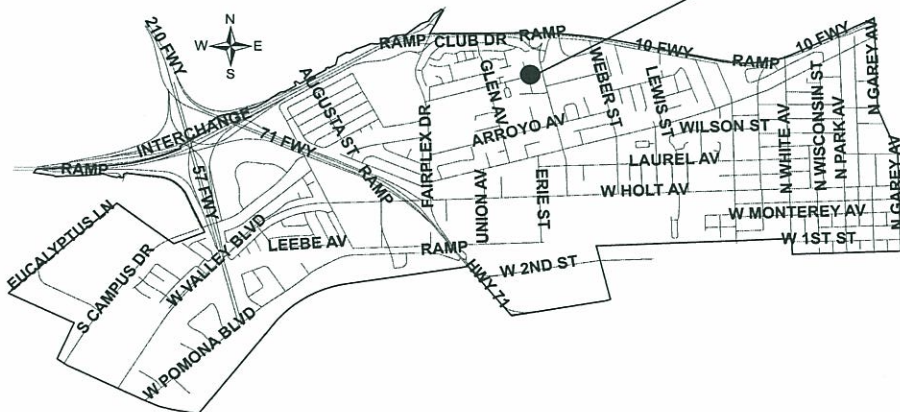 N
W E
S
210 FWY
RAMP CLUB DR RAMP
10 FWY
RAMP
10 FWY
N GAREY AV
AUGUSTA ST
GLEN AV
WEBER ST
LEWIS ST
INTERCHANGE
71 FWY
ARROYO AV
WILSON ST
N WHITE AV
N WISCONSIN ST
N PARK AV
RAMP
57 FWY
RAMP
FAIRPLEX DR
LAUREL AV
UNION AV
ERIE ST
W HOLT AV
N GAREY AV
EUCALYPTUS LN
S CAMPUS DR
W VALLEY BLVD
LEEBE AV
RAMP
W MONTEREY AV
W 1ST ST
W 2ND ST
HWY 71
W POMONA BLVD